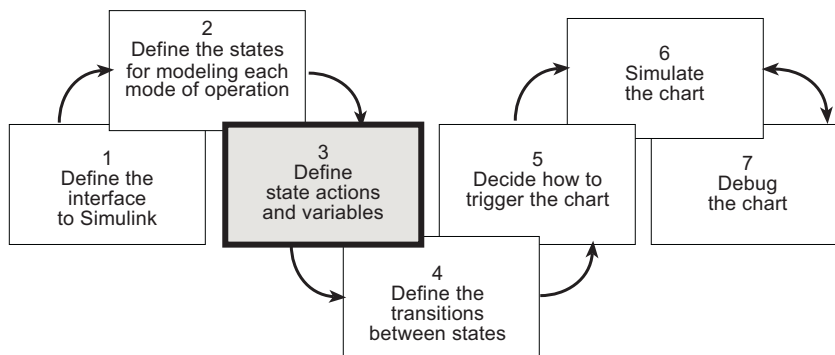 1
Define the
interface
to Simulink
2
Define the states
for modeling each
mode of operation
3
Define
state actions
and variables
4
Define the
transitions
between states
5
Decide how to
trigger the chart
6
Simulate
the chart
7
Debug
the chart